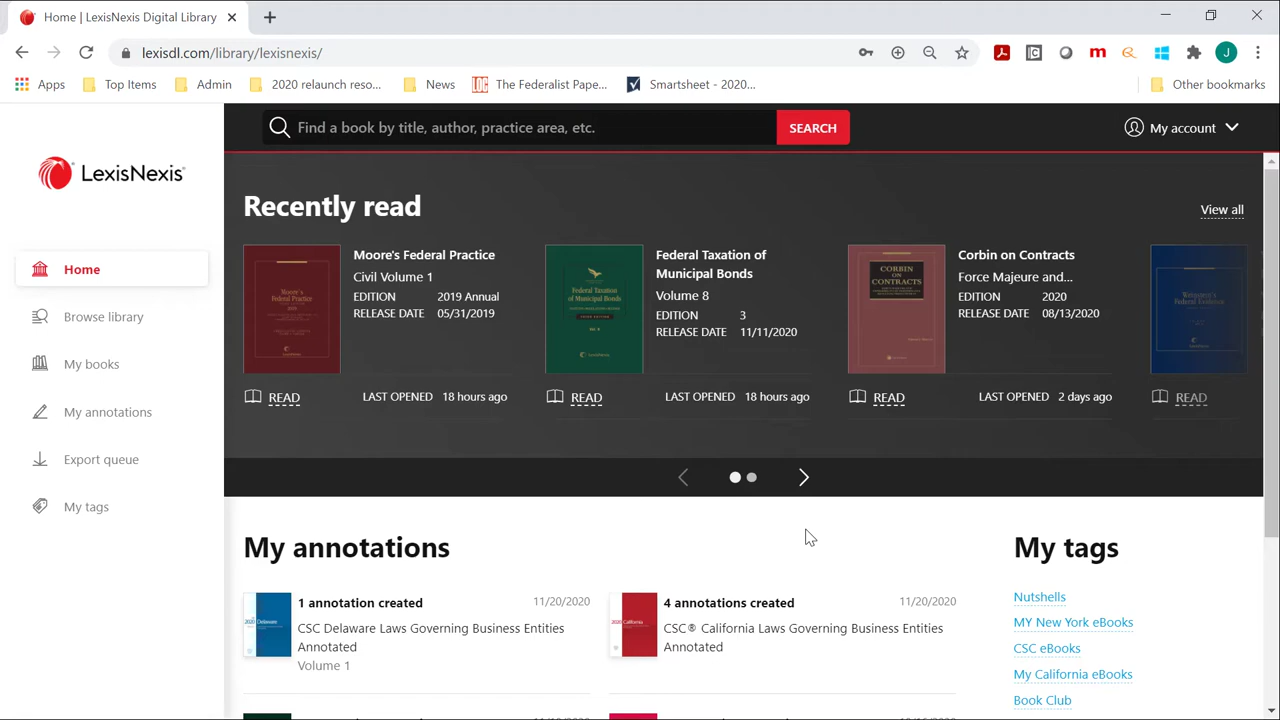 Home | LexisNexis Digital Library
lexisdl.com/library/lexisnexis/
J
Apps
Top Items
Admin
2020 relaunch reso...
News
The Federalist Pape...
Smartsheet - 2020...
Other bookmarks
LexisNexis
Find a book by title, author, practice area, etc.
SEARCH
My account
Home
Browse library
My books
My annotations
Export queue
My tags
Recently read
View all
Moore's Federal Practice
Civil Volume 1
EDITION 2019 Annual
RELEASE DATE 05/31/2019
READ
LAST OPENED 18 hours ago
Federal Taxation of
Municipal Bonds
Volume 8
EDITION 3
RELEASE DATE 11/11/2020
READ
LAST OPENED 18 hours ago
CORBIN
ON
CONTRACTS
Corbin on Contracts
Force Majeure and...
EDITION 2020
RELEASE DATE 08/13/2020
READ
LAST OPENED 2 days ago
READ
My annotations
1 annotation created
11/20/2020
CSC Delaware Laws Governing Business Entities
Annotated
Volume 1
4 annotations created
11/20/2020
CSC® California Laws Governing Business Entities
Annotated
My tags
Nutshells
MY New York eBooks
CSC eBooks
My California eBooks
Book Club